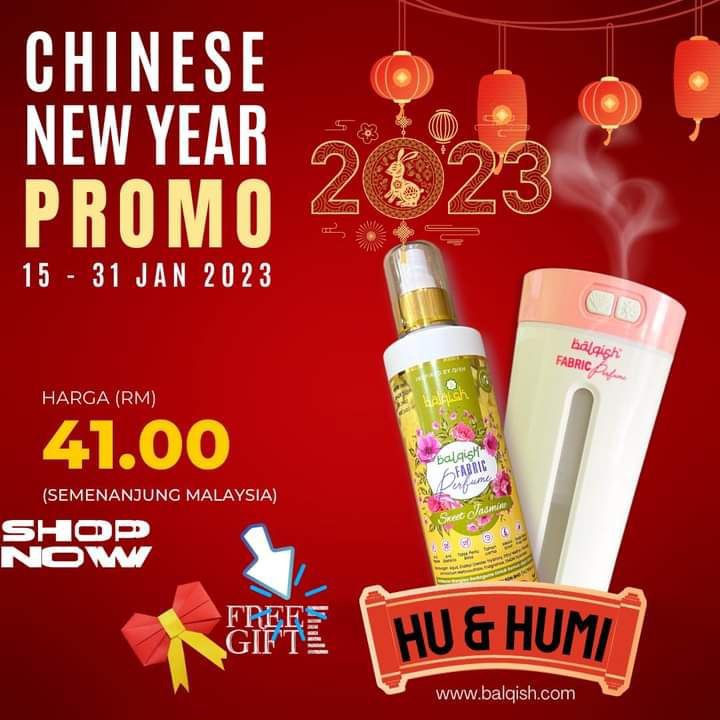 CHINESE
NEW YEAR
PROMO
15 - 31 JAN 2023
2023
HARGA (RM)
41.00
(SEMENANJUNG MALAYSIA)
SHOP
NOW
FREE
GIFT
balqish
balqish
FABRIC
Perfume
Sweet Jasmine
balqish
FABRIC Perfume
HU & HUMI
www.balqish.com